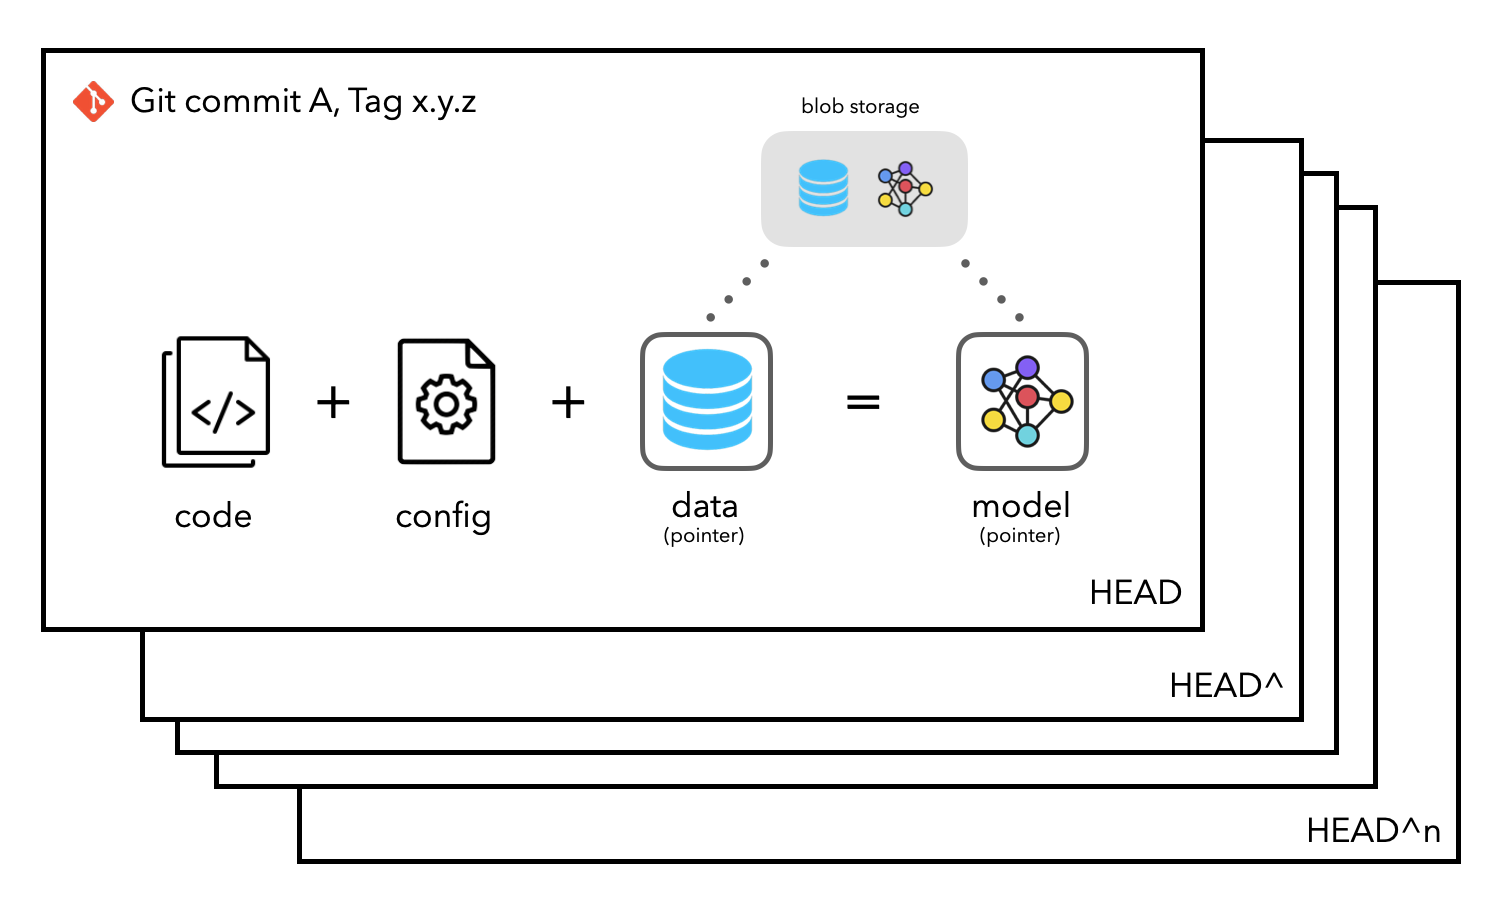 Git commit A, Tag x.y.z
blob storage
</>
+
+
=
code
config
data
(pointer)
model
(pointer)
HEAD
HEAD^
HEAD^n